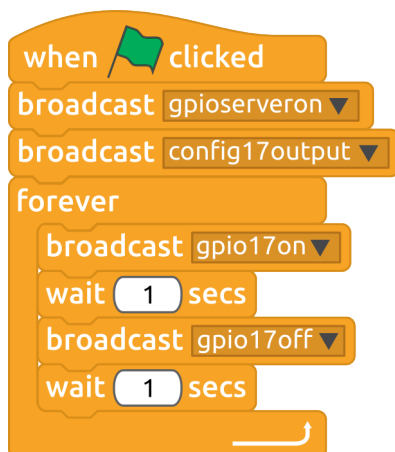 when clicked
broadcast gpioserveron
broadcast config17output
forever
broadcast gpio17on
wait 1 secs
broadcast gpio17off
wait 1 secs